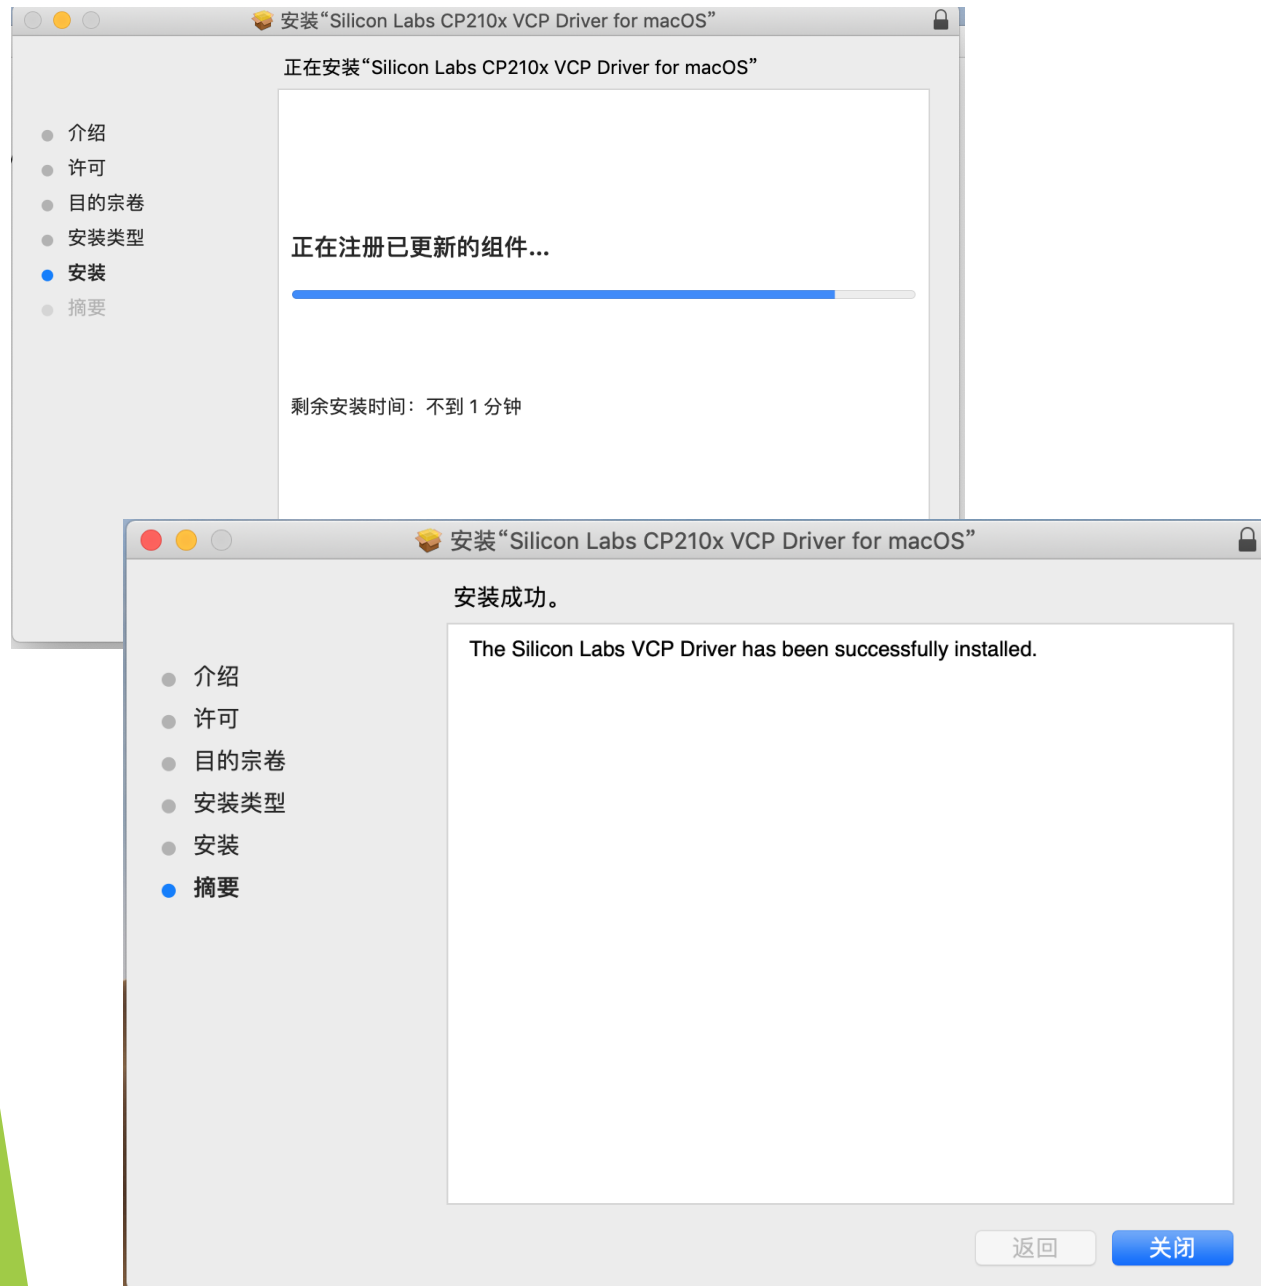 安装“Silicon Labs CP210x VCP Driver for macOS”
正在安装“Silicon Labs CP210x VCP Driver for macOS”
介绍
许可
目的宗卷
安装类型
安装
摘要
正在注册已更新的组件...
剩余安装时间：不到 1 分钟
安装“Silicon Labs CP210x VCP Driver for macOS”
安装成功。
The Silicon Labs VCP Driver has been successfully installed.
介绍
许可
目的宗卷
安装类型
安装
摘要
返回
关闭